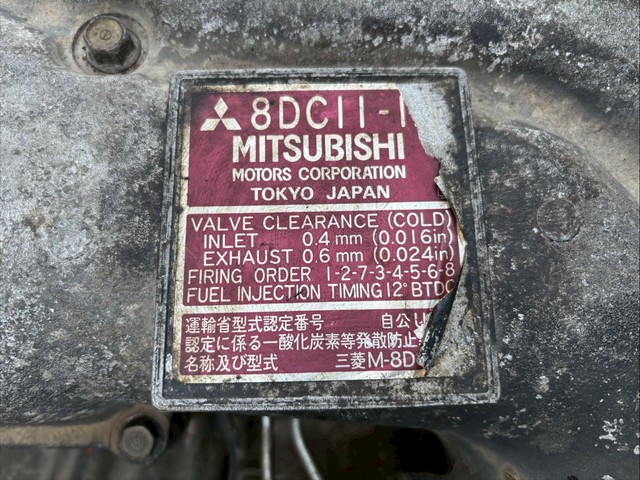 8DC11-1
MITSUBISHI
MOTORS CORPORATION
TOKYO JAPAN
VALVE CLEARANCE (COLD)
INLET 0.4 mm (0.016in)
EXHAUST 0.6 mm (0.024in)
FIRING ORDER 1-2-7-3-4-5-6-8
FUEL INJECTION TIMING 12° BTDC
運輸省型式認定番号 自公
認定に係る一酸化炭素等発散防止
名称及び型式 三菱M-8D